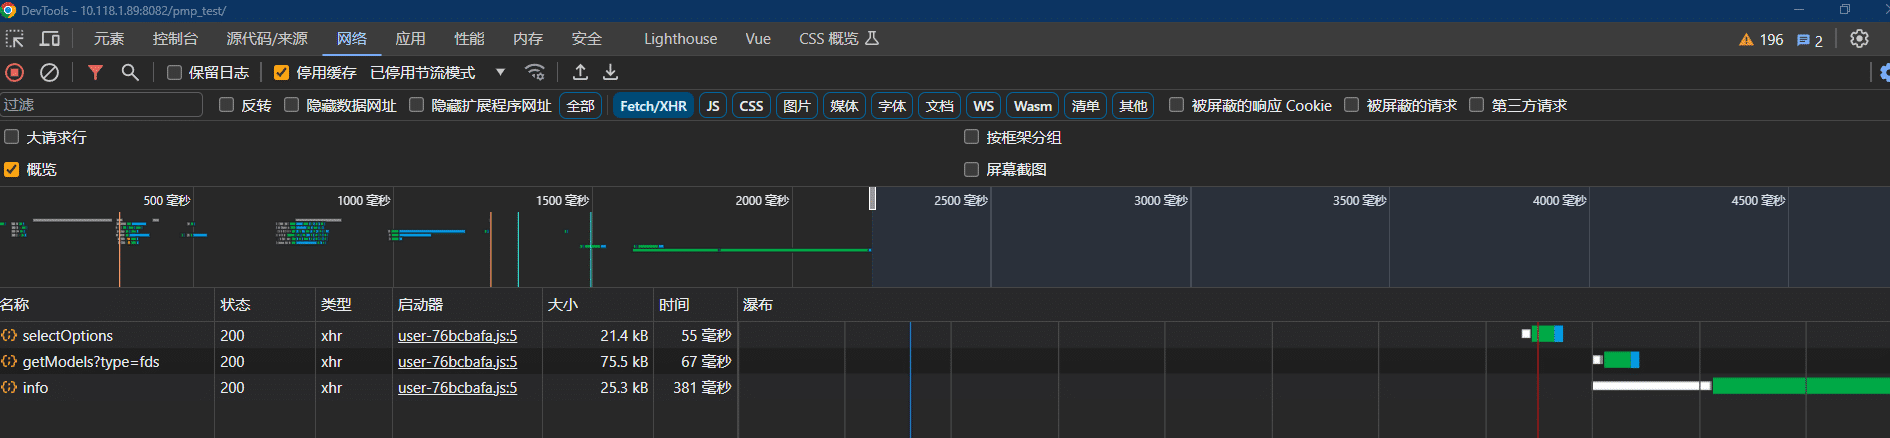 DevTools - 10.118.1.89:8082/pmp_test/
元素 控制台 源代码/来源 网络 应用 性能 内存 安全 Lighthouse Vue CSS 概览 196 2
保留日志 停用缓存 已停用节流模式
过滤 反转 隐藏数据网址 隐藏扩展程序网址 全部 Fetch/XHR JS CSS 图片 媒体 字体 文档 WS Wasm 清单 其他 被屏蔽的响应 Cookie 被屏蔽的请求 第三方请求
大请求行 按框架分组
概览 屏幕截图
500 毫秒 1000 毫秒 1500 毫秒 2000 毫秒 2500 毫秒 3000 毫秒 3500 毫秒 4000 毫秒 4500 毫秒
名称 状态 类型 启动器 大小 时间 瀑布
selectOptions 200 xhr user-76bcbafa.js:5 21.4 kB 55 毫秒
getModels?type=fds 200 xhr user-76bcbafa.js:5 75.5 kB 67 毫秒
info 200 xhr user-76bcbafa.js:5 25.3 kB 381 毫秒